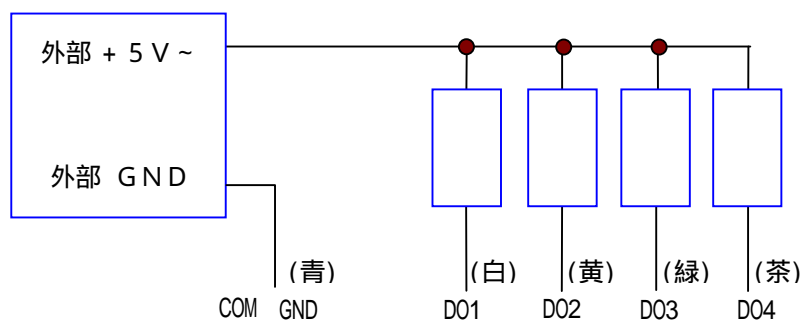 外部 + 5 V ~
外部 GND
(青)
(白)
(黄)
(緑)
(茶)
COM GND
DO1
DO2
DO3
DO4